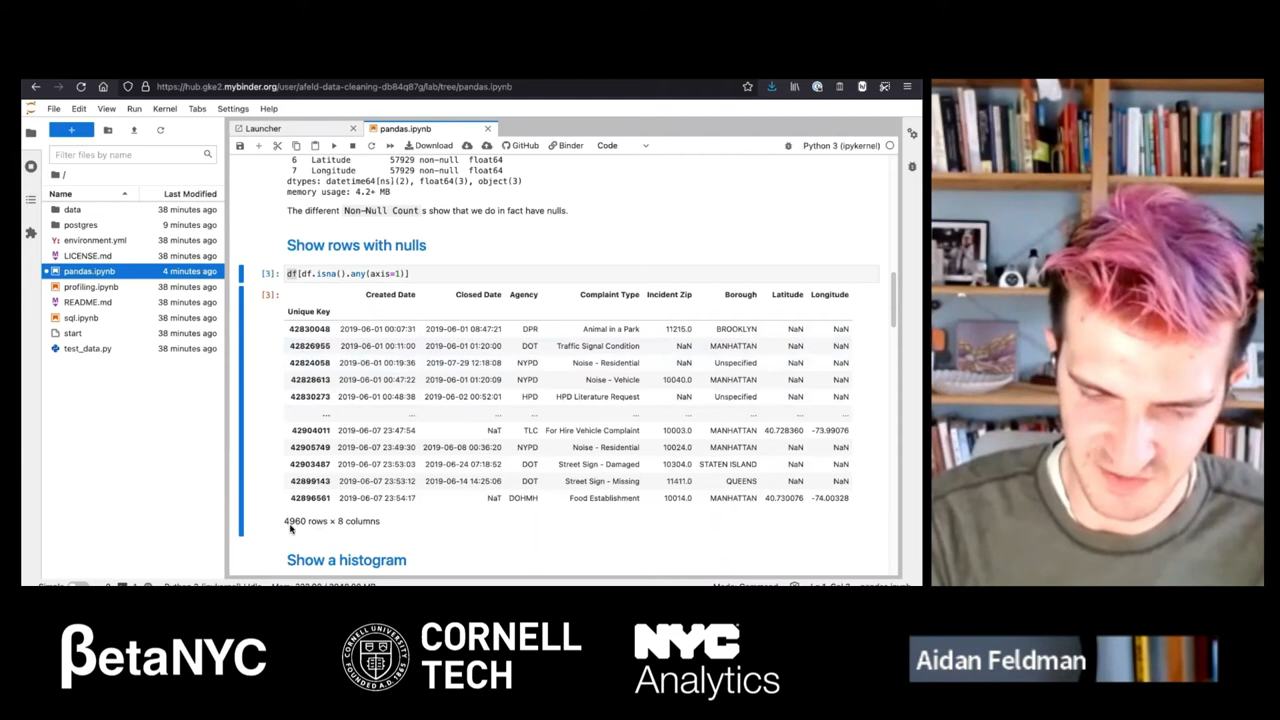 https://hub.gke2.mybinder.org/user/afeld-data-cleaning-db84q87g/lab/tree/pandas.ipynb
File Edit View Run Kernel Tabs Settings Help
+
Launcher
pandas.ipynb
Filter files by name
/
Name Last Modified
data 38 minutes ago
postgres 9 minutes ago
environment.yml 38 minutes ago
LICENSE.md 38 minutes ago
pandas.ipynb 4 minutes ago
profiling.ipynb 38 minutes ago
README.md 38 minutes ago
sql.ipynb 38 minutes ago
start 38 minutes ago
test_data.py 38 minutes ago
Download GitHub Binder Code Python 3 (ipykernel)
6 Latitude 57929 non-null float64
7 Longitude 57929 non-null float64
dtypes: datetime64[ns](2), float64(3), object(3)
memory usage: 4.2+ MB
The different Non-Null Count s show that we do in fact have nulls.
Show rows with nulls
[3]: df[df.isna().any(axis=1)]
[3]: Created Date Closed Date Agency Complaint Type Incident Zip Borough Latitude Longitude
Unique Key
42830048 2019-06-01 00:07:31 2019-06-01 08:47:21 DPR Animal in a Park 11215.0 BROOKLYN NaN NaN
42826955 2019-06-01 00:11:00 2019-06-01 01:20:00 DOT Traffic Signal Condition NaN MANHATTAN NaN NaN
42824058 2019-06-01 00:19:36 2019-07-29 12:18:08 NYPD Noise - Residential NaN Unspecified NaN NaN
42828613 2019-06-01 00:47:22 2019-06-01 01:20:09 NYPD Noise - Vehicle 10040.0 MANHATTAN NaN NaN
42830273 2019-06-01 00:48:38 2019-06-02 00:52:01 HPD HPD Literature Request NaN Unspecified NaN NaN
... ... ... ... ... ... ... ... ...
42904011 2019-06-07 23:47:54 NaT TLC For Hire Vehicle Complaint 10003.0 MANHATTAN 40.728360 -73.99076
42905749 2019-06-07 23:49:30 2019-06-08 00:36:20 NYPD Noise - Residential 10024.0 MANHATTAN NaN NaN
42903487 2019-06-07 23:53:03 2019-06-24 07:18:52 DOT Street Sign - Damaged 10304.0 STATEN ISLAND NaN NaN
42899143 2019-06-07 23:53:12 2019-06-14 14:25:06 DOT Street Sign - Missing 11411.0 QUEENS NaN NaN
42896561 2019-06-07 23:54:17 NaT DOHMH Food Establishment 10014.0 MANHATTAN 40.730076 -74.00328
4960 rows × 8 columns
Show a histogram
βetaNYC
CORNELL
TECH
NYC
Analytics
Aidan Feldman